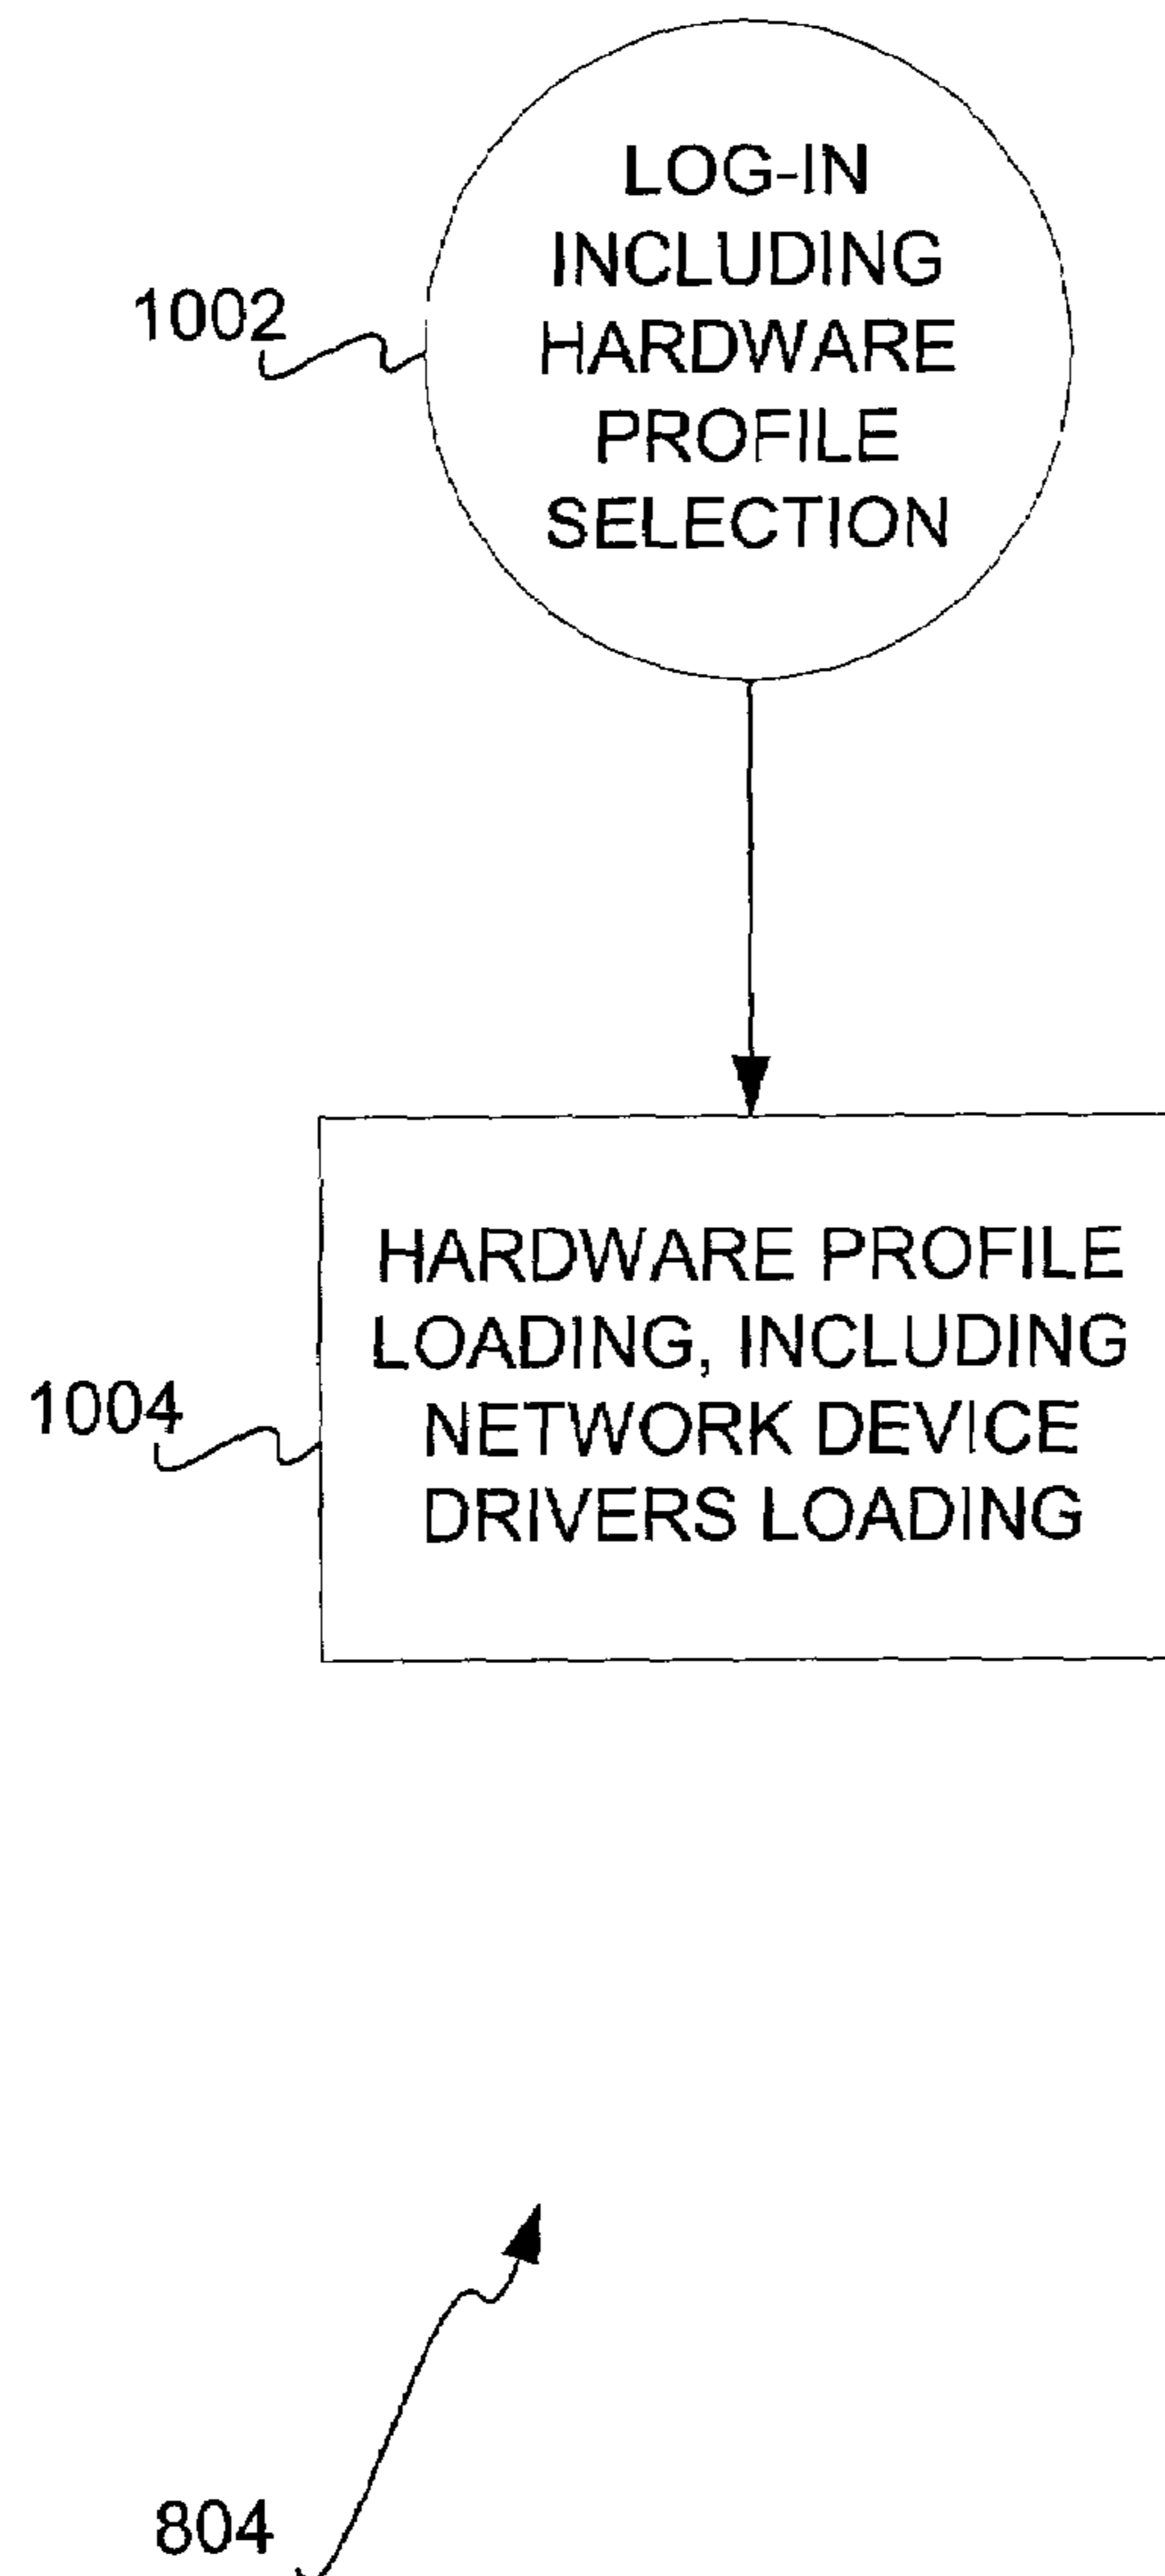 LOG-IN
INCLUDING
HARDWARE
PROFILE
SELECTION
1002
HARDWARE PROFILE
LOADING, INCLUDING
NETWORK DEVICE
DRIVERS LOADING
1004
804